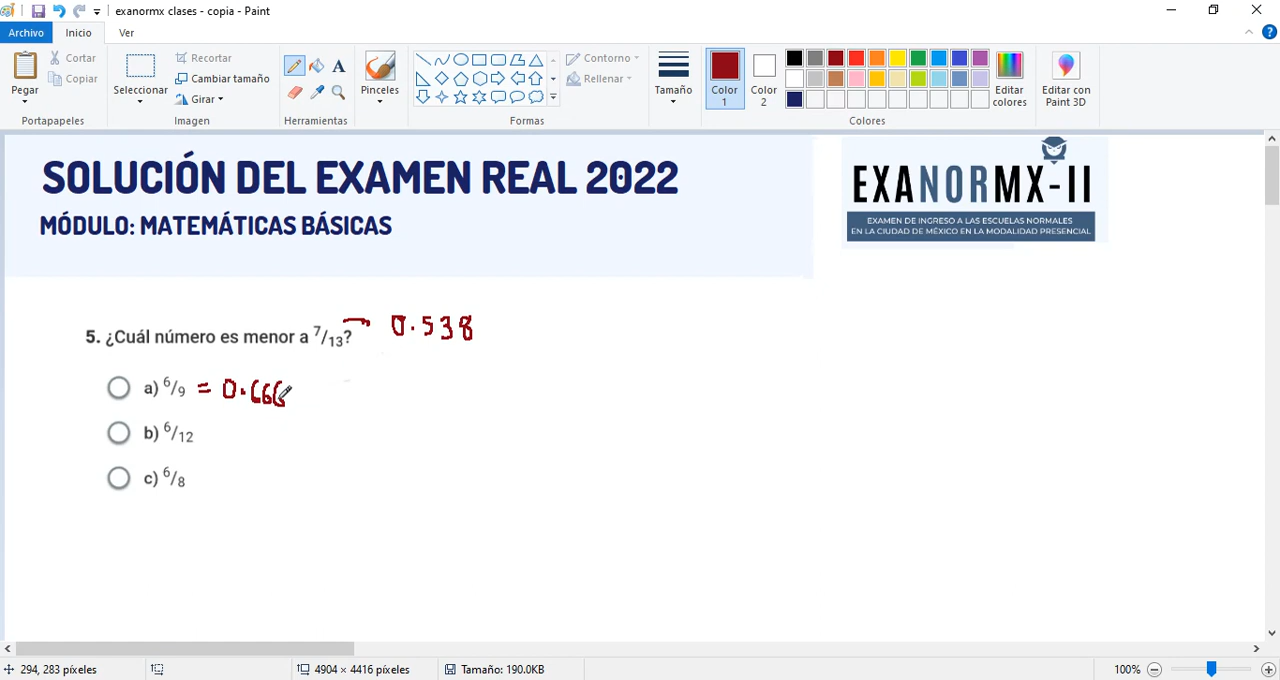 exanormx clases - copia - Paint
Archivo Inicio Ver
Pegar
Cortar
Copiar
Portapapeles
Seleccionar
Recortar
Cambiar tamaño
Girar
Imagen
A
Herramientas
Pinceles
Contorno
Rellenar
Formas
Tamaño
Color 1
Color 2
Editar colores
Colores
Editar con Paint 3D
SOLUCIÓN DEL EXAMEN REAL 2022
MÓDULO: MATEMÁTICAS BÁSICAS
EXANORMX-II
EXAMEN DE INGRESO A LAS ESCUELAS NORMALES
EN LA CIUDAD DE MÉXICO EN LA MODALIDAD PRESENCIAL
5. ¿Cuál número es menor a 7/13? → 0.538
a) 6/9 = 0.666
b) 6/12
c) 6/8
294, 283 píxeles
4904 × 4416 píxeles
Tamaño: 190.0KB
100%